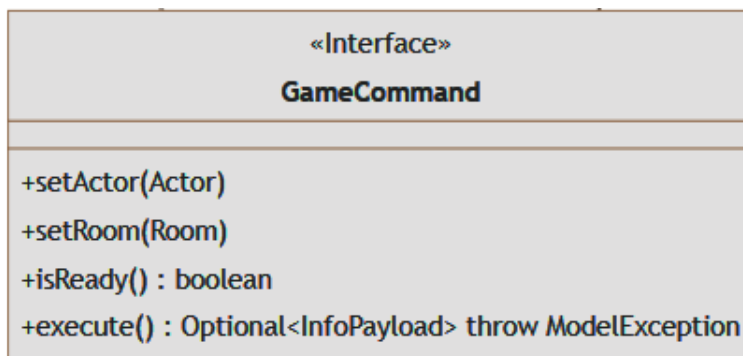 «Interface»
GameCommand
+setActor(Actor)
+setRoom(Room)
+isReady() : boolean
+execute() : Optional<InfoPayload> throw ModelException